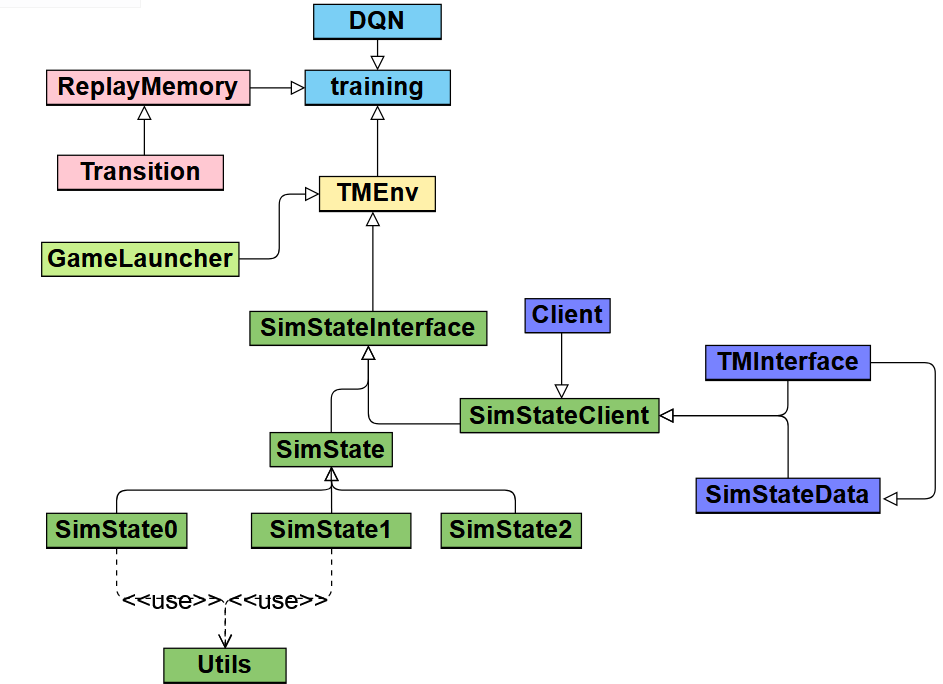 DQN
ReplayMemory
training
Transition
TMEnv
GameLauncher
SimStateInterface
Client
TMInterface
SimStateClient
SimState
SimStateData
SimState0
SimState1
SimState2
<<use>>
<<use>>
Utils